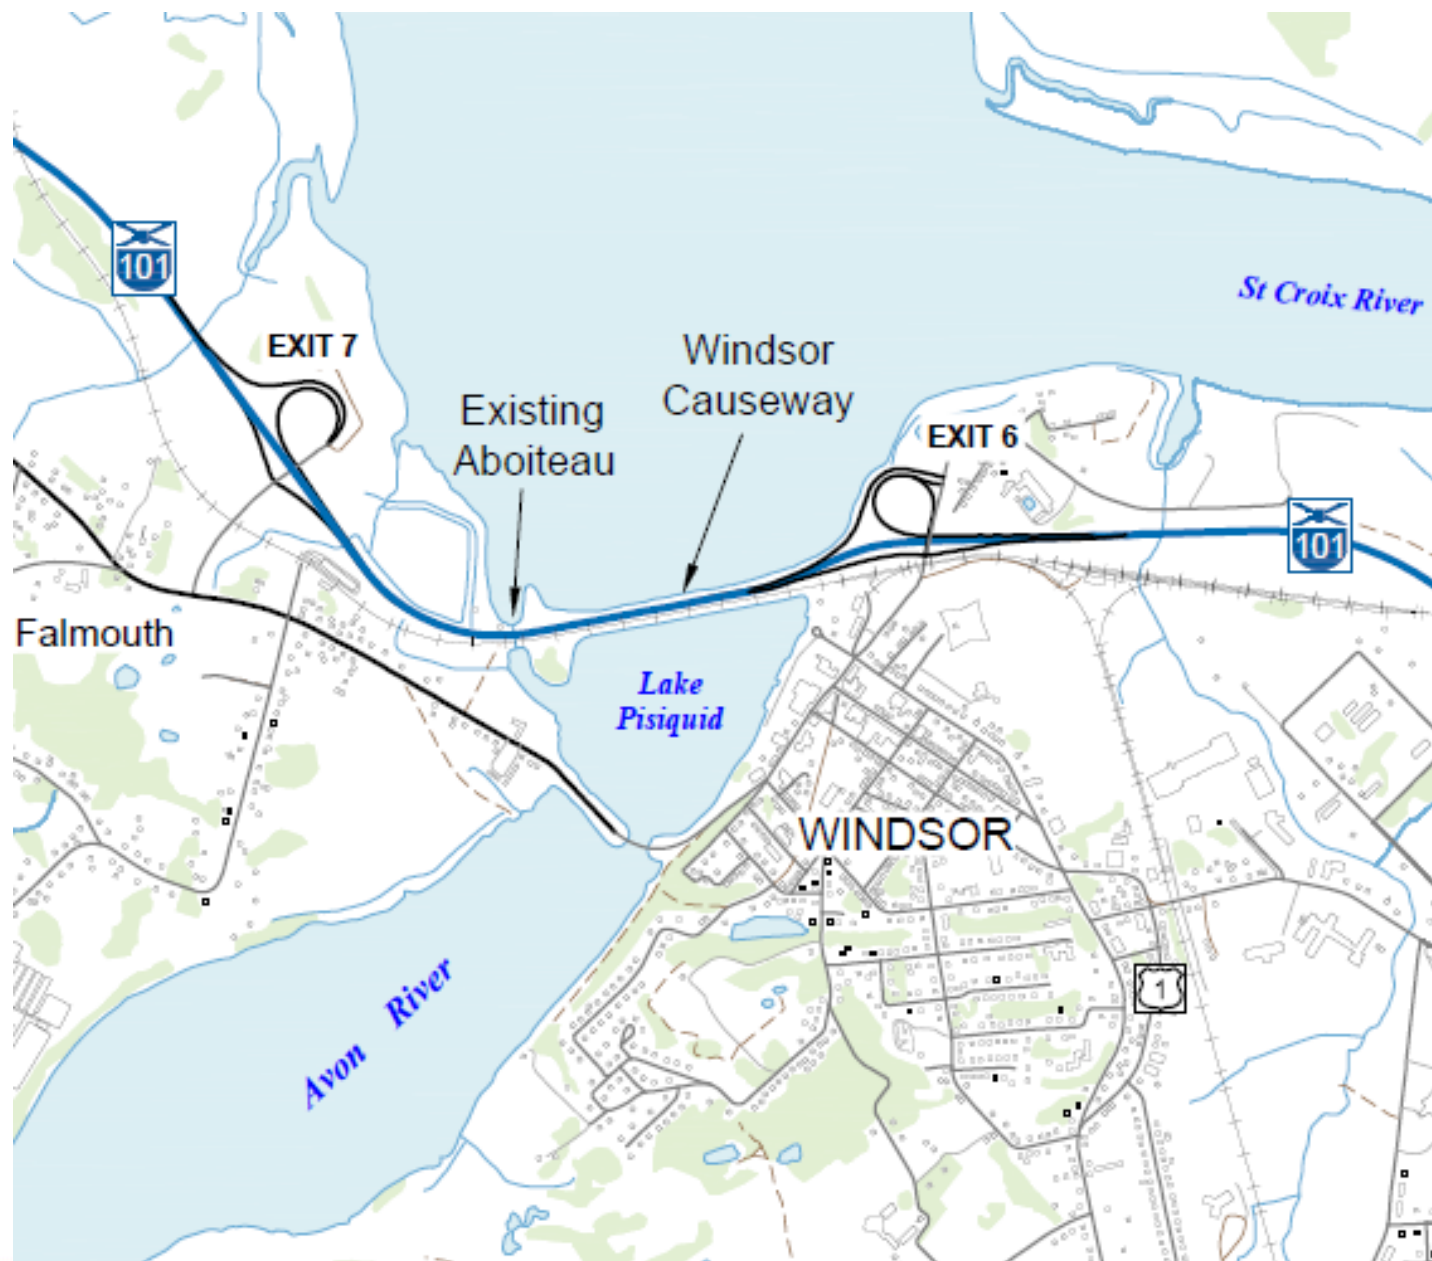 101
St Croix River
EXIT 7
Windsor
Causeway
Existing
Aboiteau
EXIT 6
101
Falmouth
Lake
Pisiquid
WINDSOR
Avon River
1